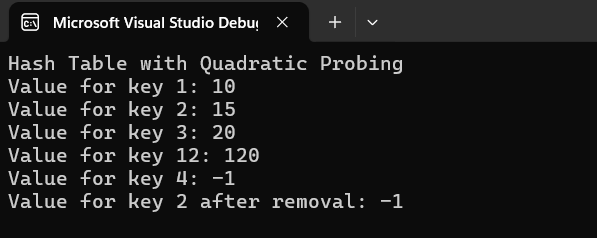 Microsoft Visual Studio Debug
Hash Table with Quadratic Probing
Value for key 1: 10
Value for key 2: 15
Value for key 3: 20
Value for key 12: 120
Value for key 4: -1
Value for key 2 after removal: -1